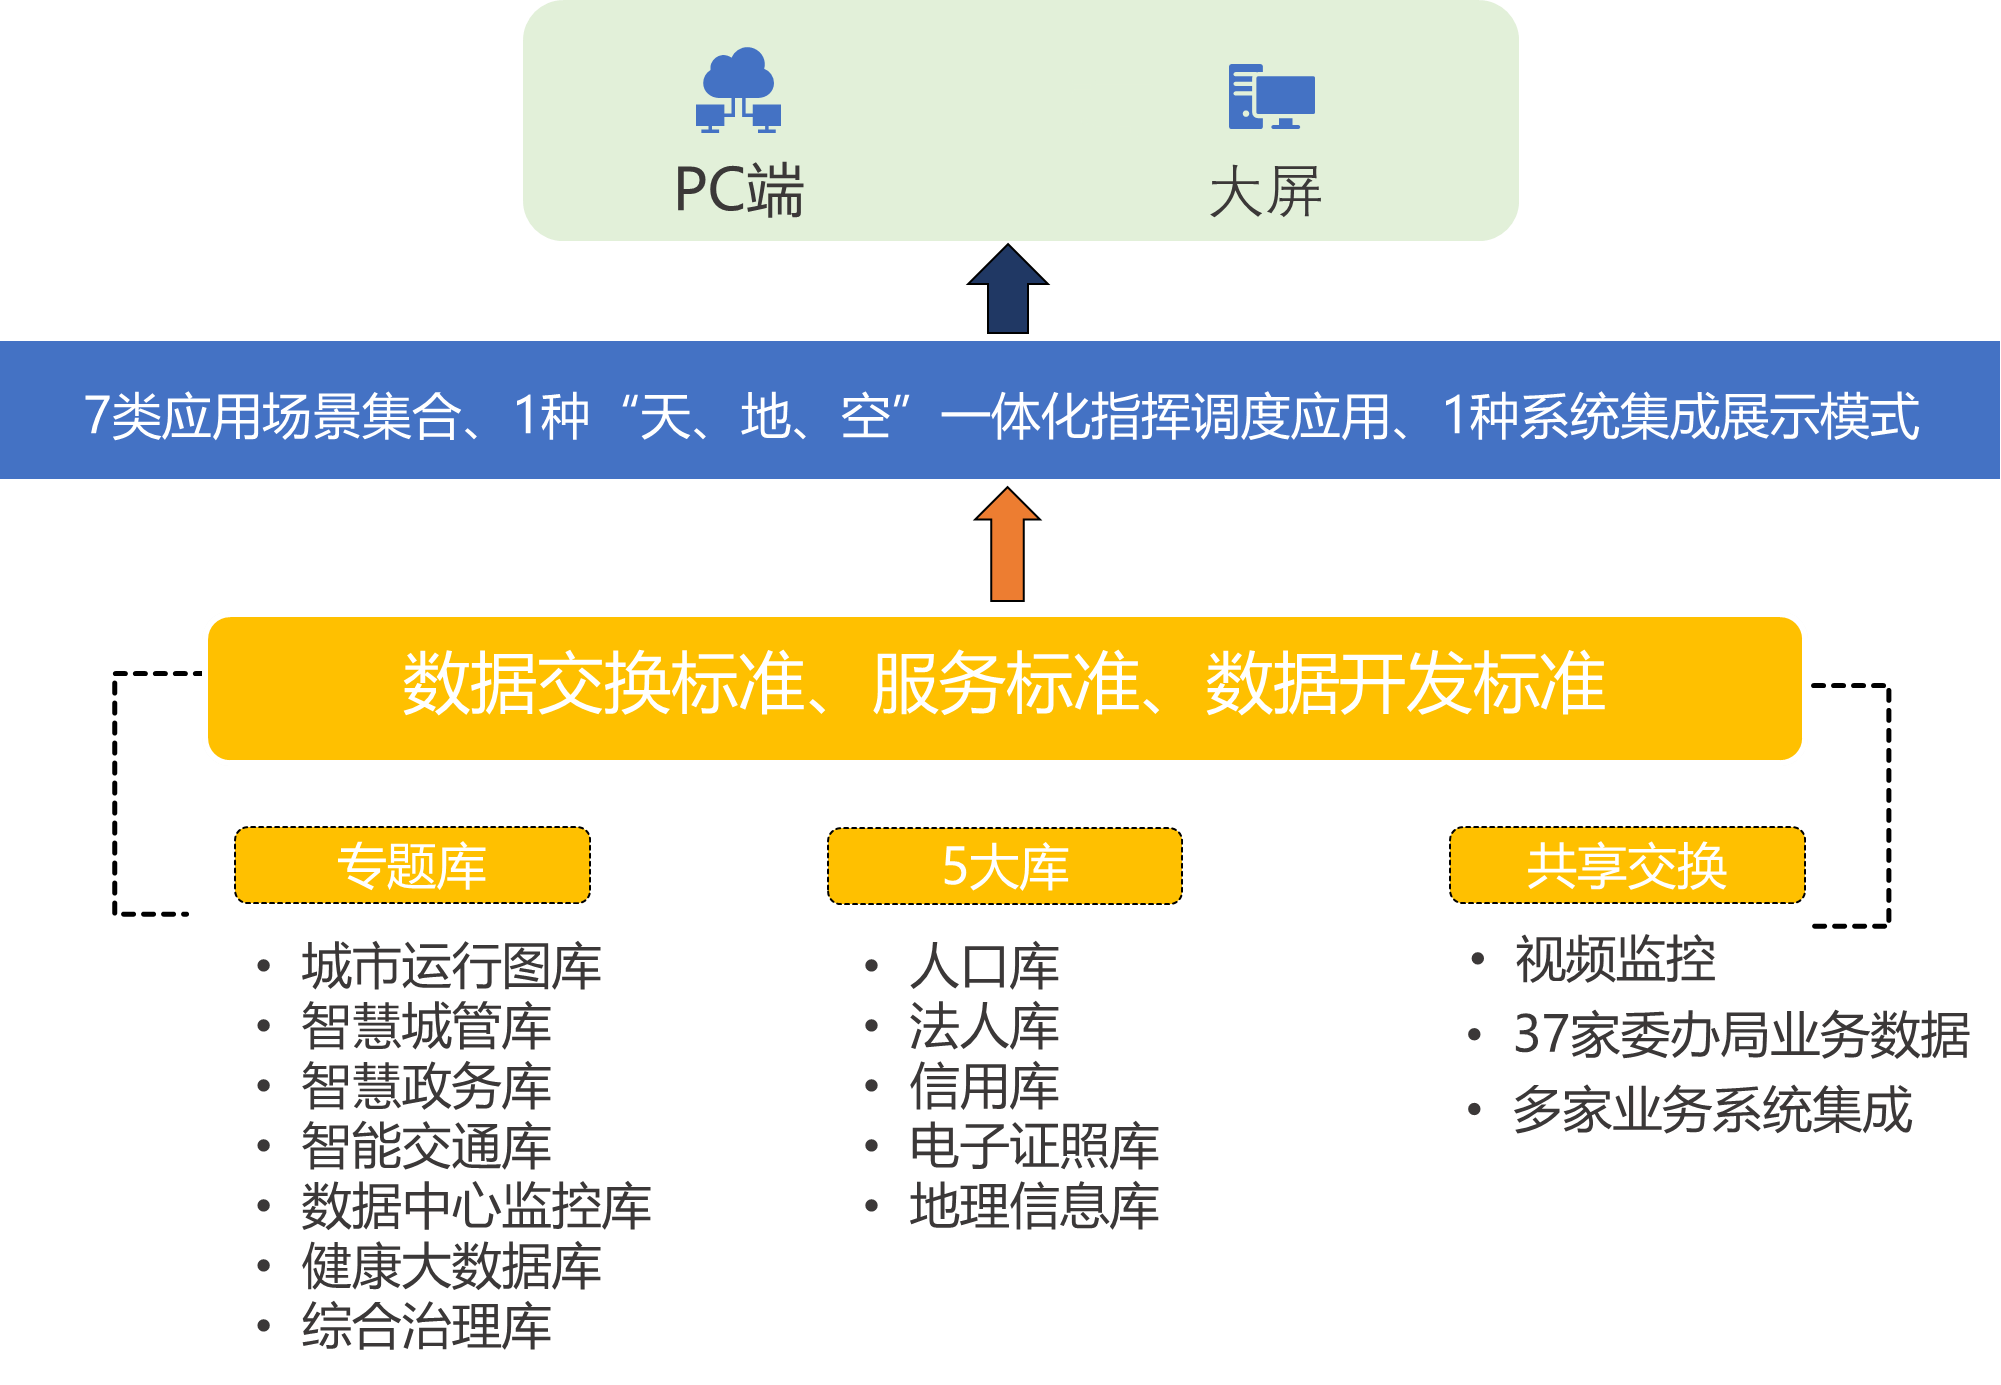 PC端
大屏
7类应用场景集合、1种“天、地、空”一体化指挥调度应用、1种系统集成展示模式
数据交换标准、服务标准、数据开发标准
专题库
5大库
共享交换
• 城市运行图库
• 智慧城管库
• 智慧政务库
• 智能交通库
• 数据中心监控库
• 健康大数据库
• 综合治理库
• 人口库
• 法人库
• 信用库
• 电子证照库
• 地理信息库
• 视频监控
• 37家委办局业务数据
• 多家业务系统集成